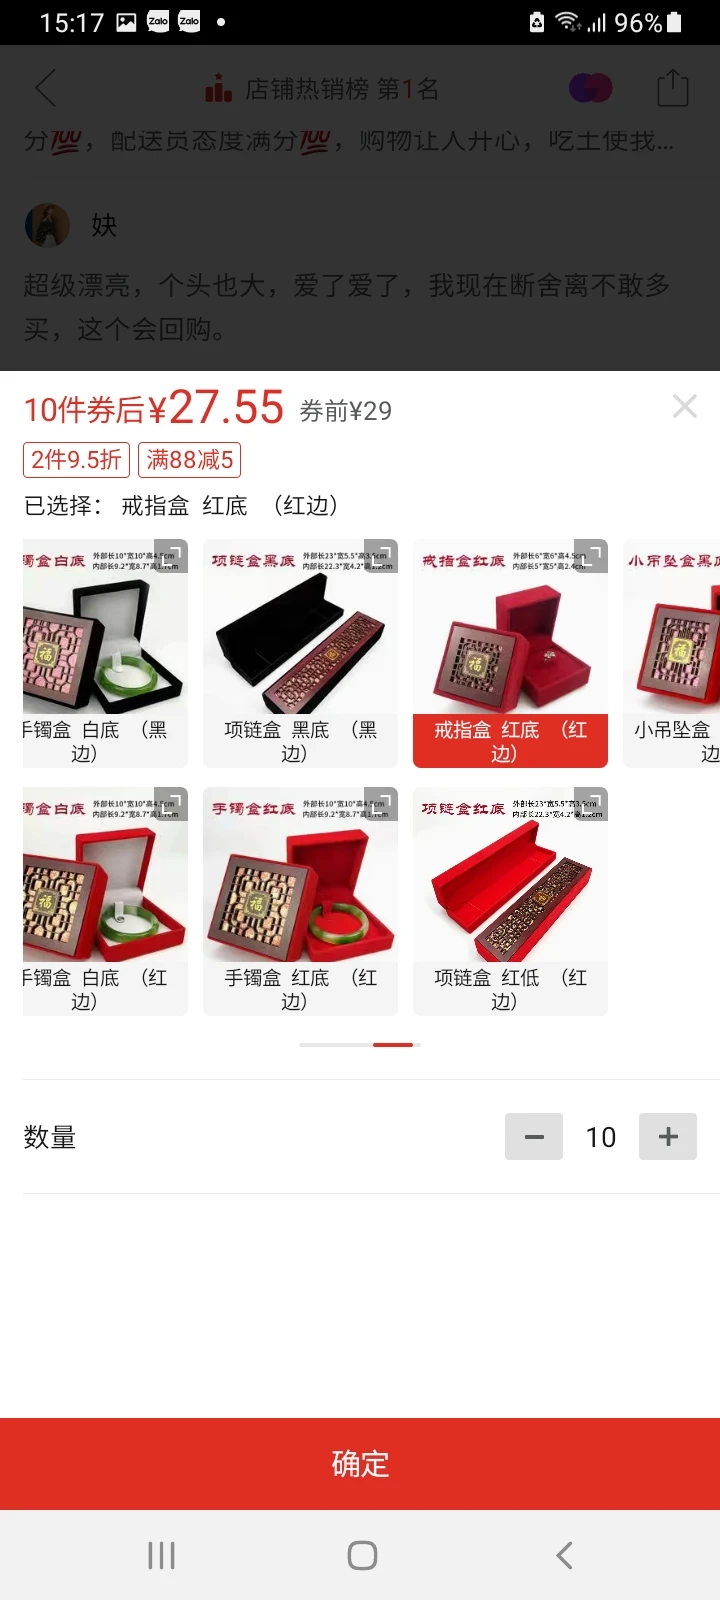 15:17 Zalo Zalo 96%
店铺热销榜 第1名
分💯，配送员态度满分💯，购物让人开心，吃土使我...
妜
超级漂亮，个头也大，爱了爱了，我现在断舍离不敢多
买，这个会回购。
10件券后¥27.55 券前¥29
2件9.5折 满88减5
已选择： 戒指盒 红底 （红边）
镯盒白底 外部长10*宽10*高4.5cm
内部长9.2*宽8.7*高1.7cm
项链盒黑底 外部长23*宽5.5*高3.5cm
内部长22.3*宽4.2*高1.2cm
戒指盒红底 外部长6*宽6*高4.5cm
内部长5*宽5*高2.4cm
小吊坠盒黑底
福
福
福
手镯盒 白底 （黑
边）
项链盒 黑底 （黑
边）
戒指盒 红底 （红
边）
小吊坠盒
边
镯盒白底 外部长10*宽10*高4.5cm
内部长9.2*宽8.7*高1.7cm
手镯盒红底 外部长10*宽10*高4.5cm
内部长9.2*宽8.7*高1.7cm
项链盒红底 外部长23*宽5.5*高3.5cm
内部长22.3*宽4.2*高1.2cm
福
福
手镯盒 白底 （红
边）
手镯盒 红底 （红
边）
项链盒 红低 （红
边）
数量
10
确定